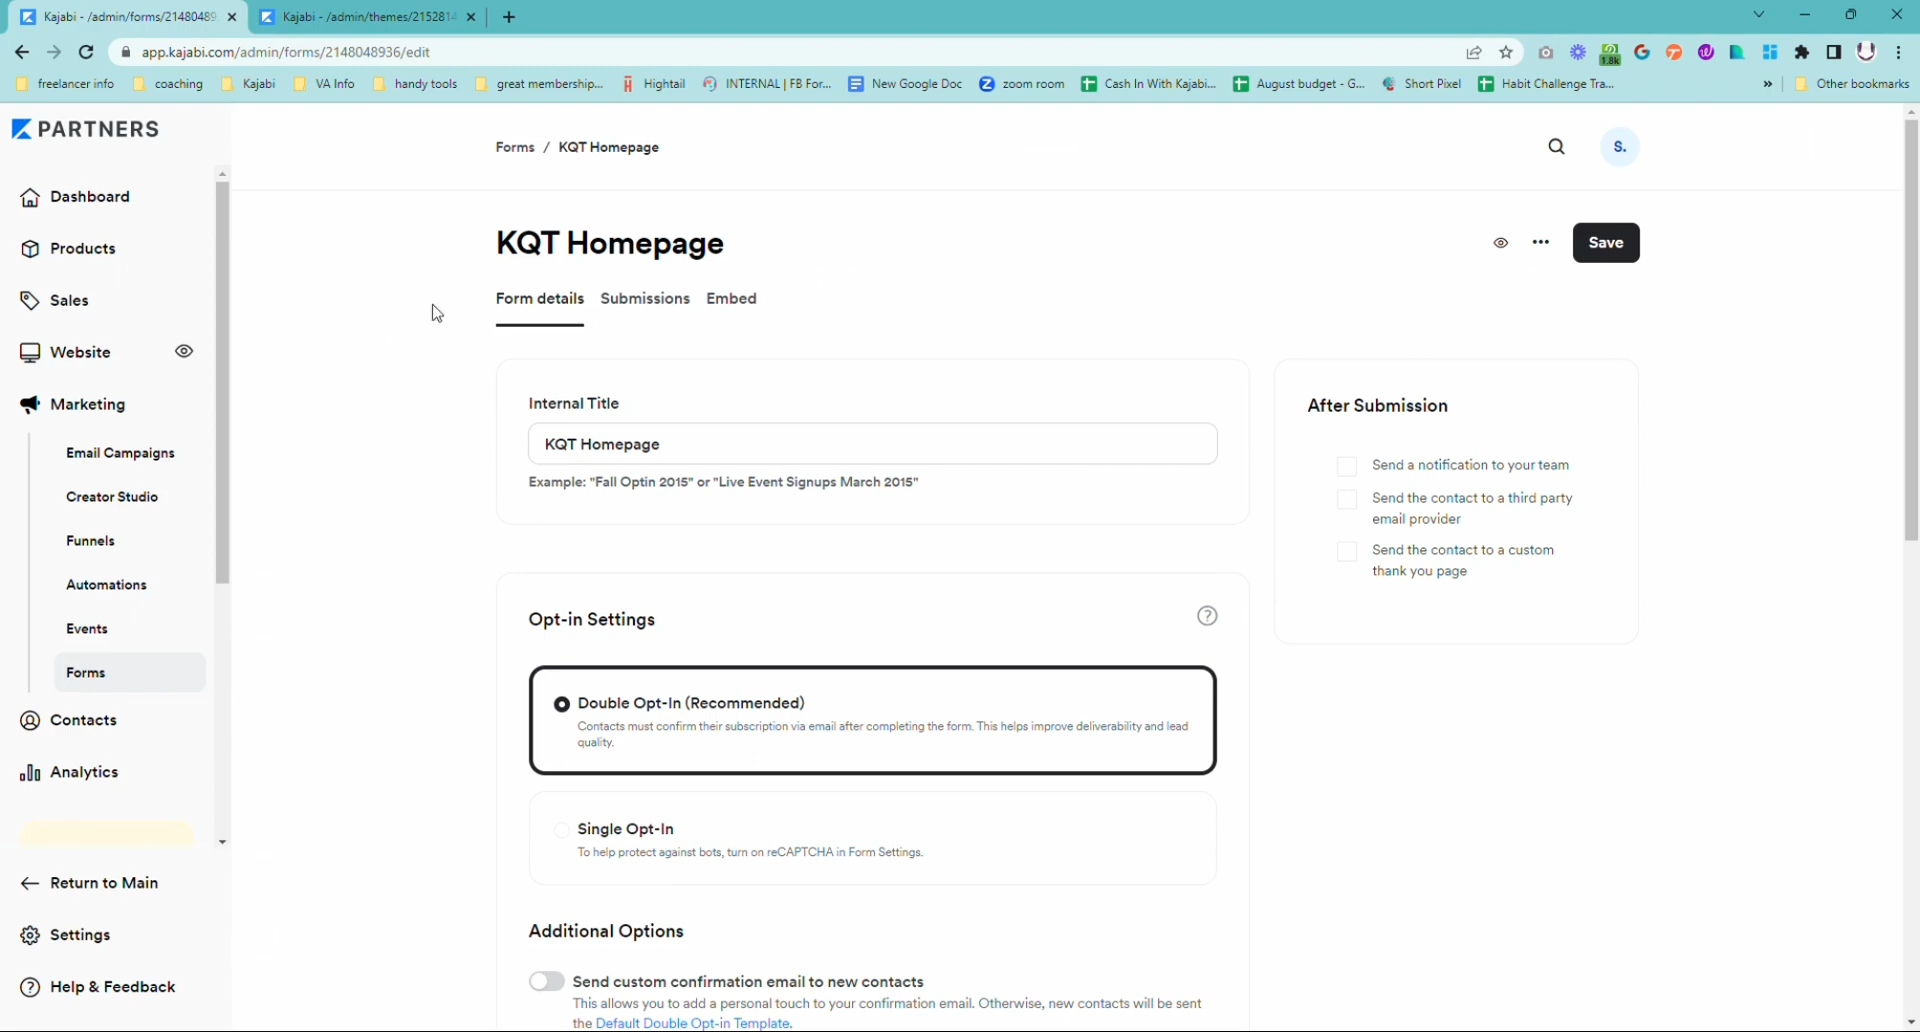 Kajabi - /admin/forms/21480489
Kajabi - /admin/themes/2152814
app.kajabi.com/admin/forms/2148048936/edit
1.8k
freelancer info
coaching
Kajabi
VA Info
handy tools
great membership...
Hightail
INTERNAL | FB For...
New Google Doc
zoom room
Cash In With Kajabi...
August budget - G...
Short Pixel
Habit Challenge Tra...
»
Other bookmarks
PARTNERS
Forms / KQT Homepage
S.
Dashboard
Products
Sales
Website
Marketing
Email Campaigns
Creator Studio
Funnels
Automations
Events
Forms
Contacts
Analytics
Return to Main
Settings
Help & Feedback
KQT Homepage
Save
Form details
Submissions
Embed
Internal Title
KQT Homepage
Example: "Fall Optin 2015" or "Live Event Signups March 2015"
After Submission
Send a notification to your team
Send the contact to a third party
email provider
Send the contact to a custom
thank you page
Opt-in Settings
Double Opt-In (Recommended)
Contacts must confirm their subscription via email after completing the form. This helps improve deliverability and lead
quality.
Single Opt-In
To help protect against bots, turn on reCAPTCHA in Form Settings.
Additional Options
Send custom confirmation email to new contacts
This allows you to add a personal touch to your confirmation email. Otherwise, new contacts will be sent
the Default Double Opt-in Template.